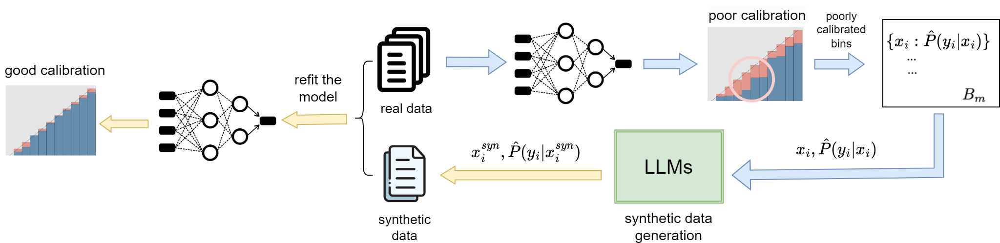 poor calibration
poorly
calibrated
bins
{x_i : P̂(y_i|x_i)}
...
...
B_m
good calibration
refit the
model
real data
x_i^{syn}, P̂(y_i|x_i^{syn})
x_i, P̂(y_i|x_i)
LLMs
synthetic
data
synthetic data
generation